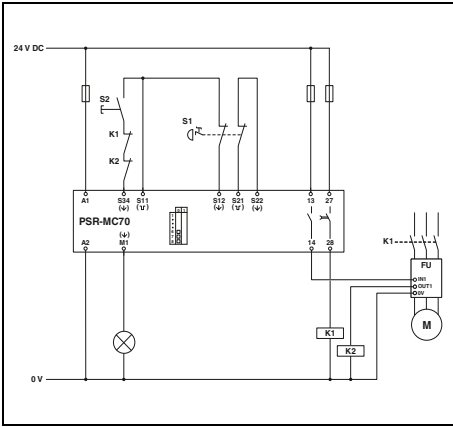 24 V DC
S2
K1
K2
S1
A1
S34
S11
S12
S21
S22
13
27
PSR-MC70
A2
M1
14
28
K1
FU
IN1
OUT1
0V
M
K1
K2
0 V